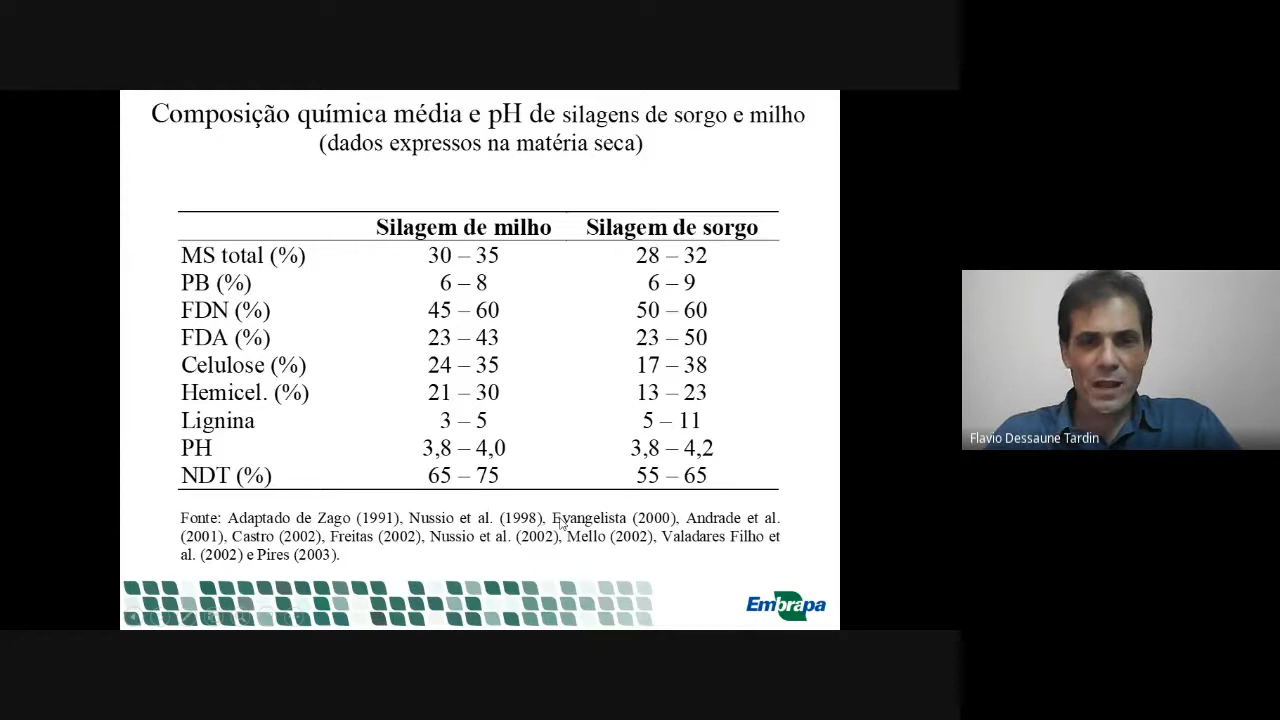 Composição química média e pH de silagens de sorgo e milho
(dados expressos na matéria seca)
Silagem de milho Silagem de sorgo
MS total (%) 30 – 35 28 – 32
PB (%) 6 – 8 6 – 9
FDN (%) 45 – 60 50 – 60
FDA (%) 23 – 43 23 – 50
Celulose (%) 24 – 35 17 – 38
Hemicel. (%) 21 – 30 13 – 23
Lignina 3 – 5 5 – 11
PH 3,8 – 4,0 3,8 – 4,2
NDT (%) 65 – 75 55 – 65
Fonte: Adaptado de Zago (1991), Nussio et al. (1998), Evangelista (2000), Andrade et al.
(2001), Castro (2002), Freitas (2002), Nussio et al. (2002), Mello (2002), Valadares Filho et
al. (2002) e Pires (2003).
Embrapa
Flavio Dessaune Tardin